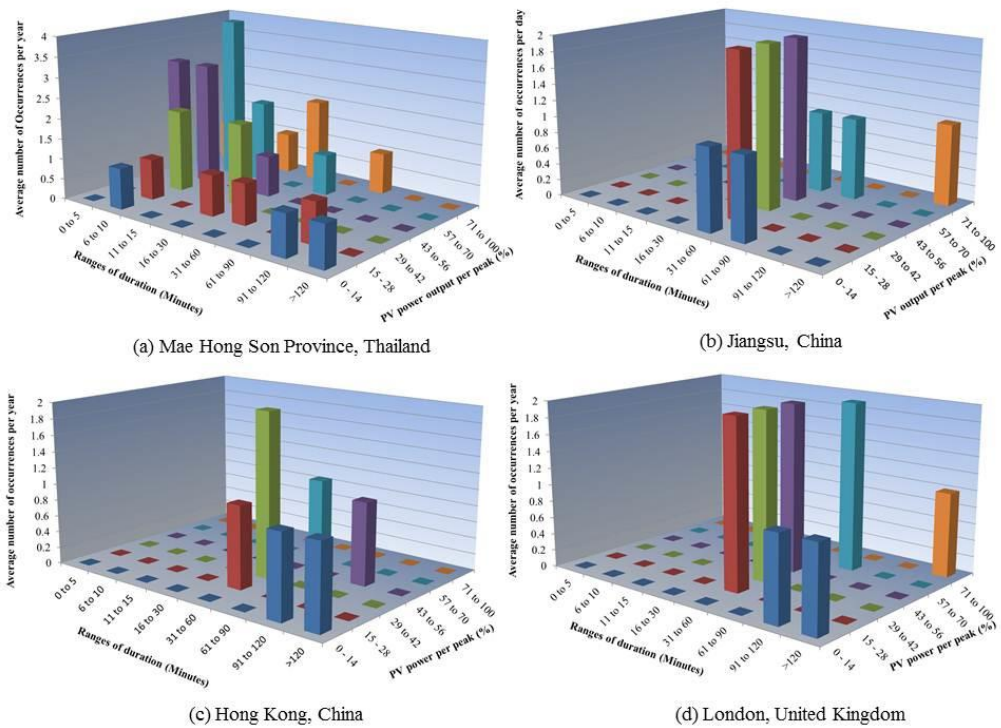 Average number of Occurrences per year
4
3.5
3
2.5
2
1.5
1
0.5
0
0 to 5
6 to 10
11 to 15
16 to 30
31 to 60
61 to 90
91 to 120
>120
Ranges of duration (Minutes)
0 - 14
15 - 28
29 to 42
43 to 56
57 to 70
71 to 100
PV power output per peak (%)
(a) Mae Hong Son Province, Thailand
Average number of occurrences per day
2
1.8
1.6
1.4
1.2
1
0.8
0.6
0.4
0.2
0
0 to 5
6 to 10
11 to 15
16 to 30
31 to 60
61 to 90
91 to 120
>120
Ranges of duration (Minutes)
0 - 14
15 - 28
29 to 42
43 to 56
57 to 70
71 to 100
PV output per peak (%)
(b) Jiangsu, China
Average number of occurrences per year
2
1.8
1.6
1.4
1.2
1
0.8
0.6
0.4
0.2
0
0 to 5
6 to 10
11 to 15
16 to 30
31 to 60
61 to 90
91 to 120
>120
Ranges of duration (Minutes)
0 - 14
15 - 28
29 to 42
43 to 56
57 to 70
71 to 100
PV power per peak (%)
(c) Hong Kong, China
Average number of occurrences per year
2
1.8
1.6
1.4
1.2
1
0.8
0.6
0.4
0.2
0
0 to 5
6 to 10
11 to 15
16 to 30
31 to 60
61 to 90
91 to 120
>120
Ranges of duration (Minutes)
0 - 14
15 - 28
29 to 42
43 to 56
57 to 70
71 to 100
PV power per peak (%)
(d) London, United Kingdom